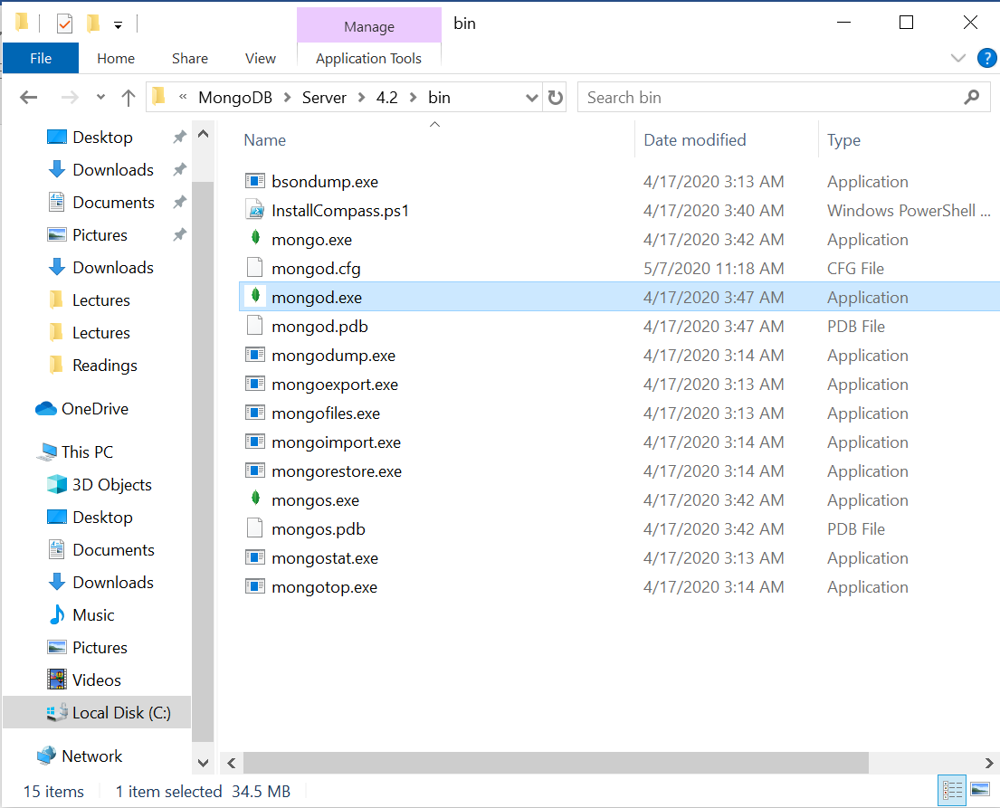 Manage bin
File Home Share View Application Tools ?
« MongoDB > Server > 4.2 > bin Search bin
Name Date modified Type
Desktop
Downloads
Documents
Pictures
Downloads
Lectures
Lectures
Readings
OneDrive
This PC
3D Objects
Desktop
Documents
Downloads
Music
Pictures
Videos
Local Disk (C:)
Network
bsondump.exe 4/17/2020 3:13 AM Application
InstallCompass.ps1 4/17/2020 3:40 AM Windows PowerShell ...
mongo.exe 4/17/2020 3:42 AM Application
mongod.cfg 5/7/2020 11:18 AM CFG File
mongod.exe 4/17/2020 3:47 AM Application
mongod.pdb 4/17/2020 3:47 AM PDB File
mongodump.exe 4/17/2020 3:14 AM Application
mongoexport.exe 4/17/2020 3:13 AM Application
mongofiles.exe 4/17/2020 3:13 AM Application
mongoimport.exe 4/17/2020 3:14 AM Application
mongorestore.exe 4/17/2020 3:14 AM Application
mongos.exe 4/17/2020 3:42 AM Application
mongos.pdb 4/17/2020 3:42 AM PDB File
mongostat.exe 4/17/2020 3:13 AM Application
mongotop.exe 4/17/2020 3:14 AM Application
15 items 1 item selected 34.5 MB